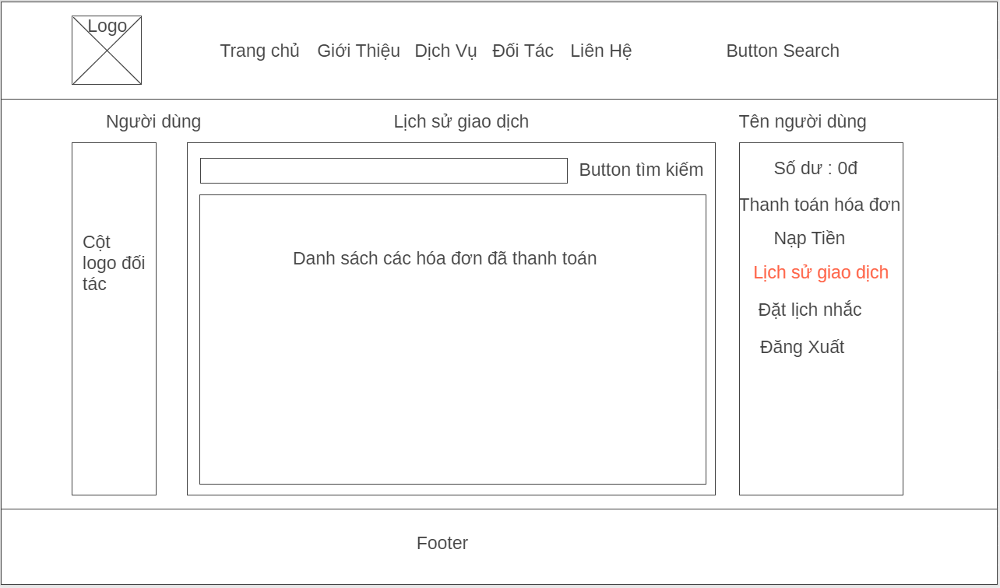 Logo
Trang chủ Giới Thiệu Dịch Vụ Đối Tác Liên Hệ Button Search
Người dùng
Lịch sử giao dịch
Tên người dùng
Cột
logo đối
tác
Button tìm kiếm
Danh sách các hóa đơn đã thanh toán
Số dư : 0đ
Thanh toán hóa đơn
Nạp Tiền
Lịch sử giao dịch
Đặt lịch nhắc
Đăng Xuất
Footer